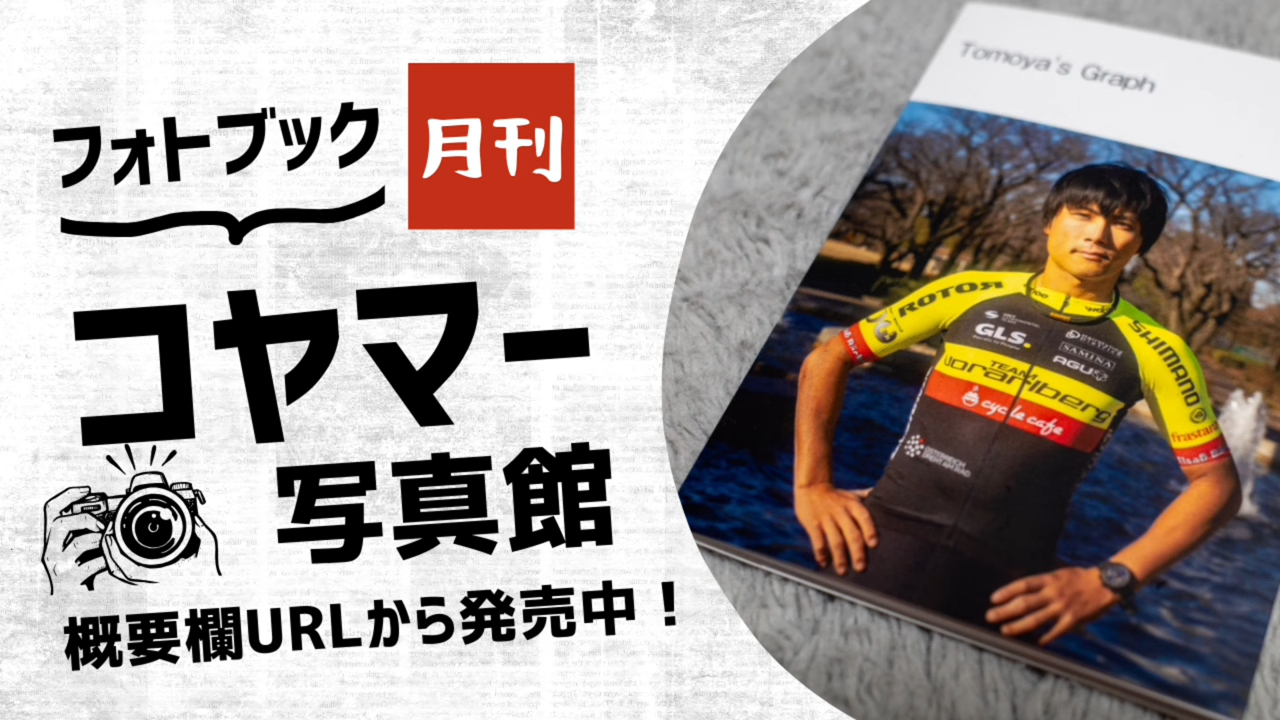 フォトブック
月刊
コヤマー
写真館
概要欄URLから発売中！
Tomoya's Graph
ROTOR
SHIMANO
GLS.
SAMINA
AGU
TEAM
Vorarlberg
cycle cafe